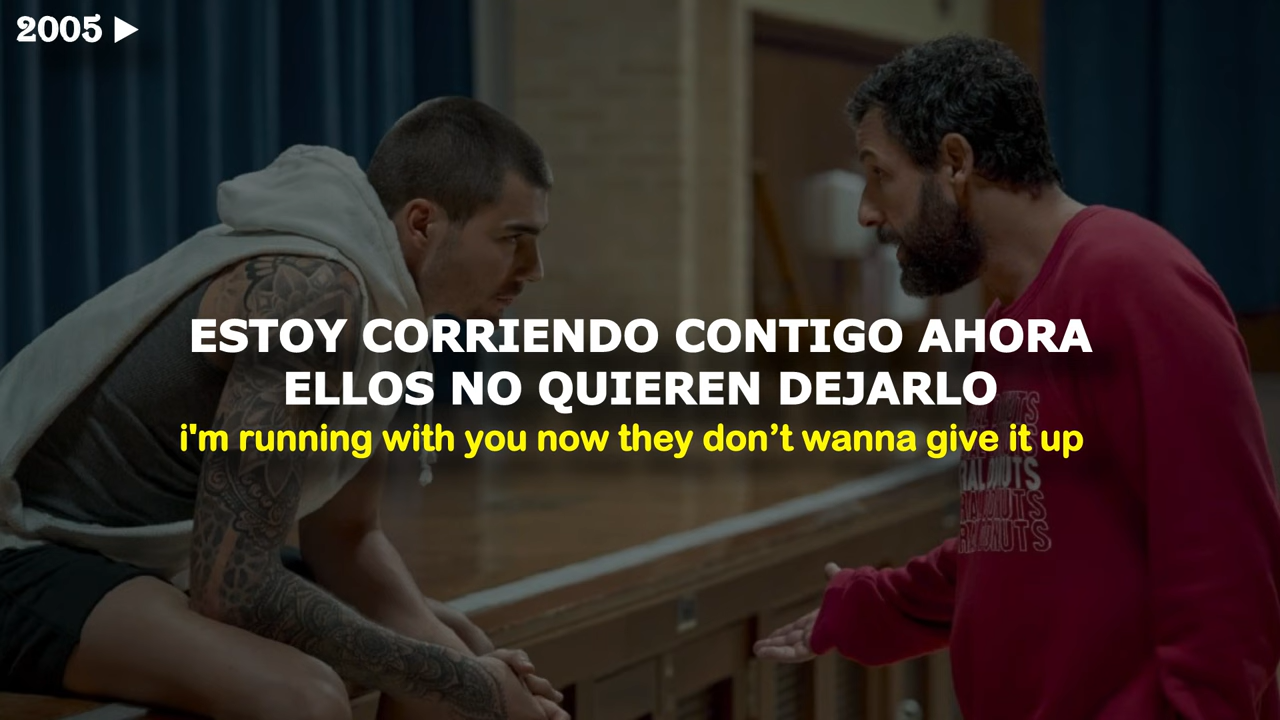 2005
ESTOY CORRIENDO CONTIGO AHORA
ELLOS NO QUIEREN DEJARLO
i'm running with you now they don’t wanna give it up